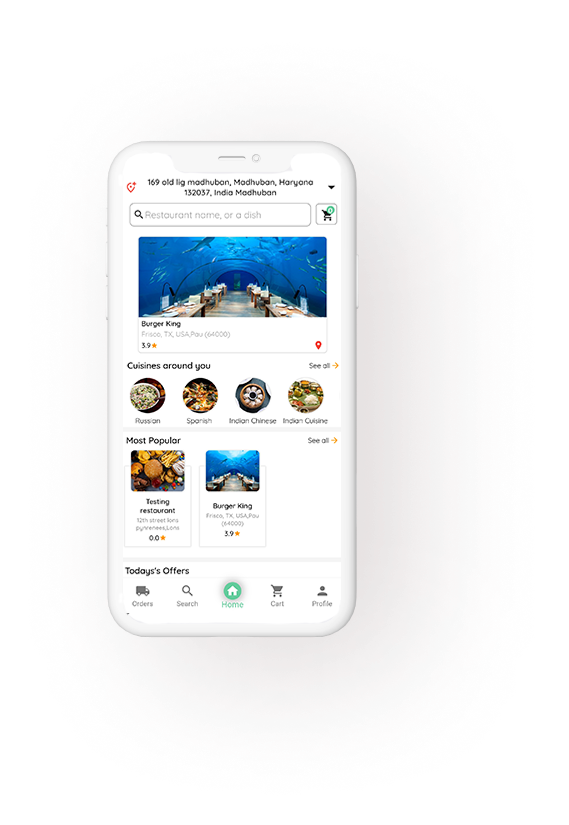 169 old lig madhuban, Madhuban, Haryana
132037, India Madhuban
Restaurant name, or a dish
Burger King
Frisco, TX, USA,Pau (64000)
3.9
Cuisines around you
See all
Russian
Spanish
Indian Chinese
Indian Cuisine
Most Popular
See all
Testing
restaurant
12th street lons
pyrenees,Lons
0.0
Burger King
Frisco, TX, USA,Pau
(64000)
3.9
Todays's Offers
Orders
Search
Home
Cart
Profile